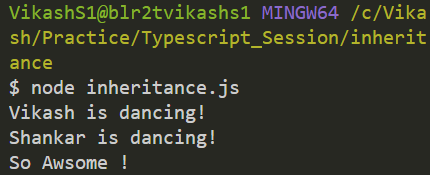 VikashS1@blr2tvikashs1 MINGW64 /c/Vika
sh/Practice/Typescript_Session/inherit
ance
$ node inheritance.js
Vikash is dancing!
Shankar is dancing!
So Awsome !